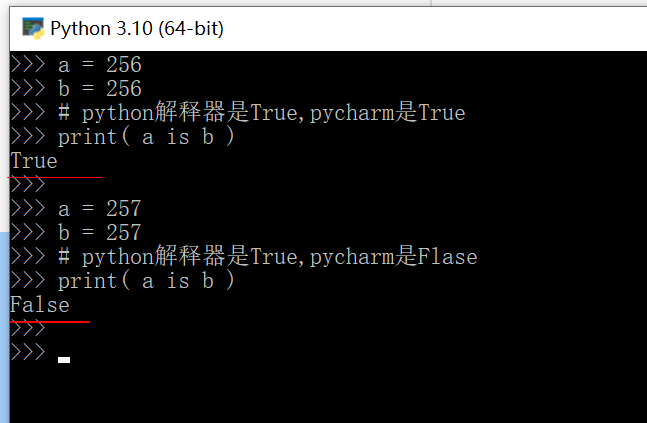 Python 3.10 (64-bit)
>>> a = 256
>>> b = 256
>>> # python解释器是True,pycharm是True
>>> print( a is b )
True
>>>
>>> a = 257
>>> b = 257
>>> # python解释器是True,pycharm是Flase
>>> print( a is b )
False
>>>
>>>